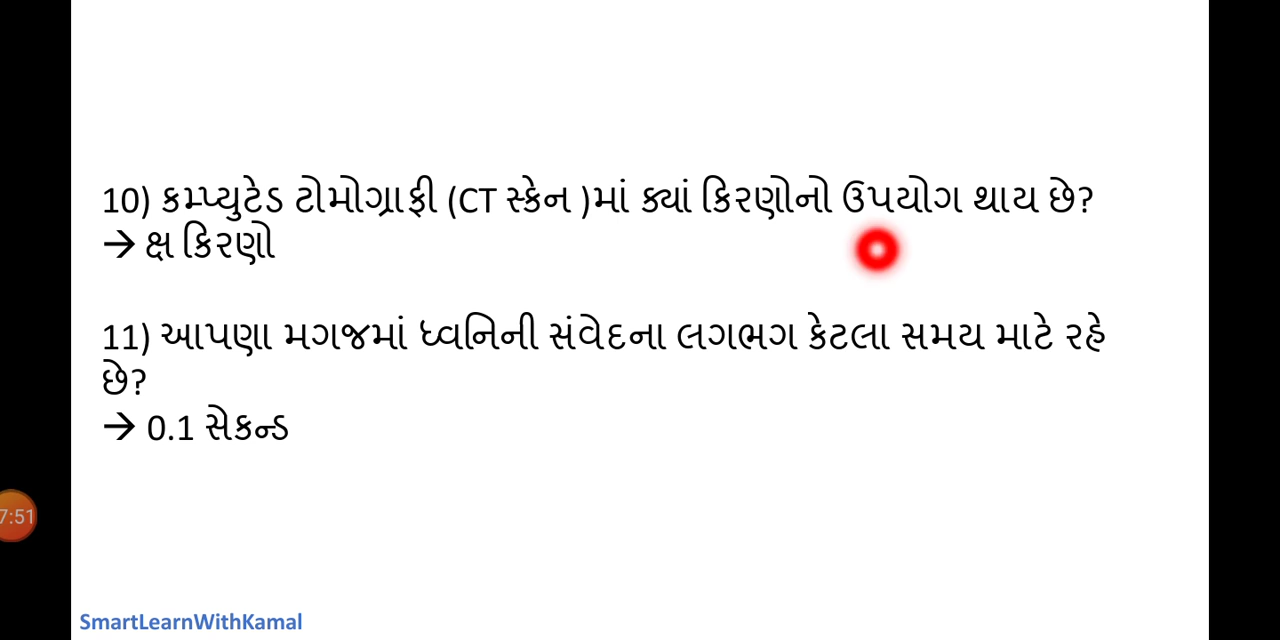 10) કમ્પ્યુટેડ ટોમોગ્રાફી (CT સ્કેન )માં ક્યાં કિરણોનો ઉપયોગ થાય છે?
→ ક્ષ કિરણો
11) આપણા મગજમાં ધ્વનિની સંવેદના લગભગ કેટલા સમય માટે રહે
છે?
→ 0.1 સેકન્ડ
7:51
SmartLearnWithKamal